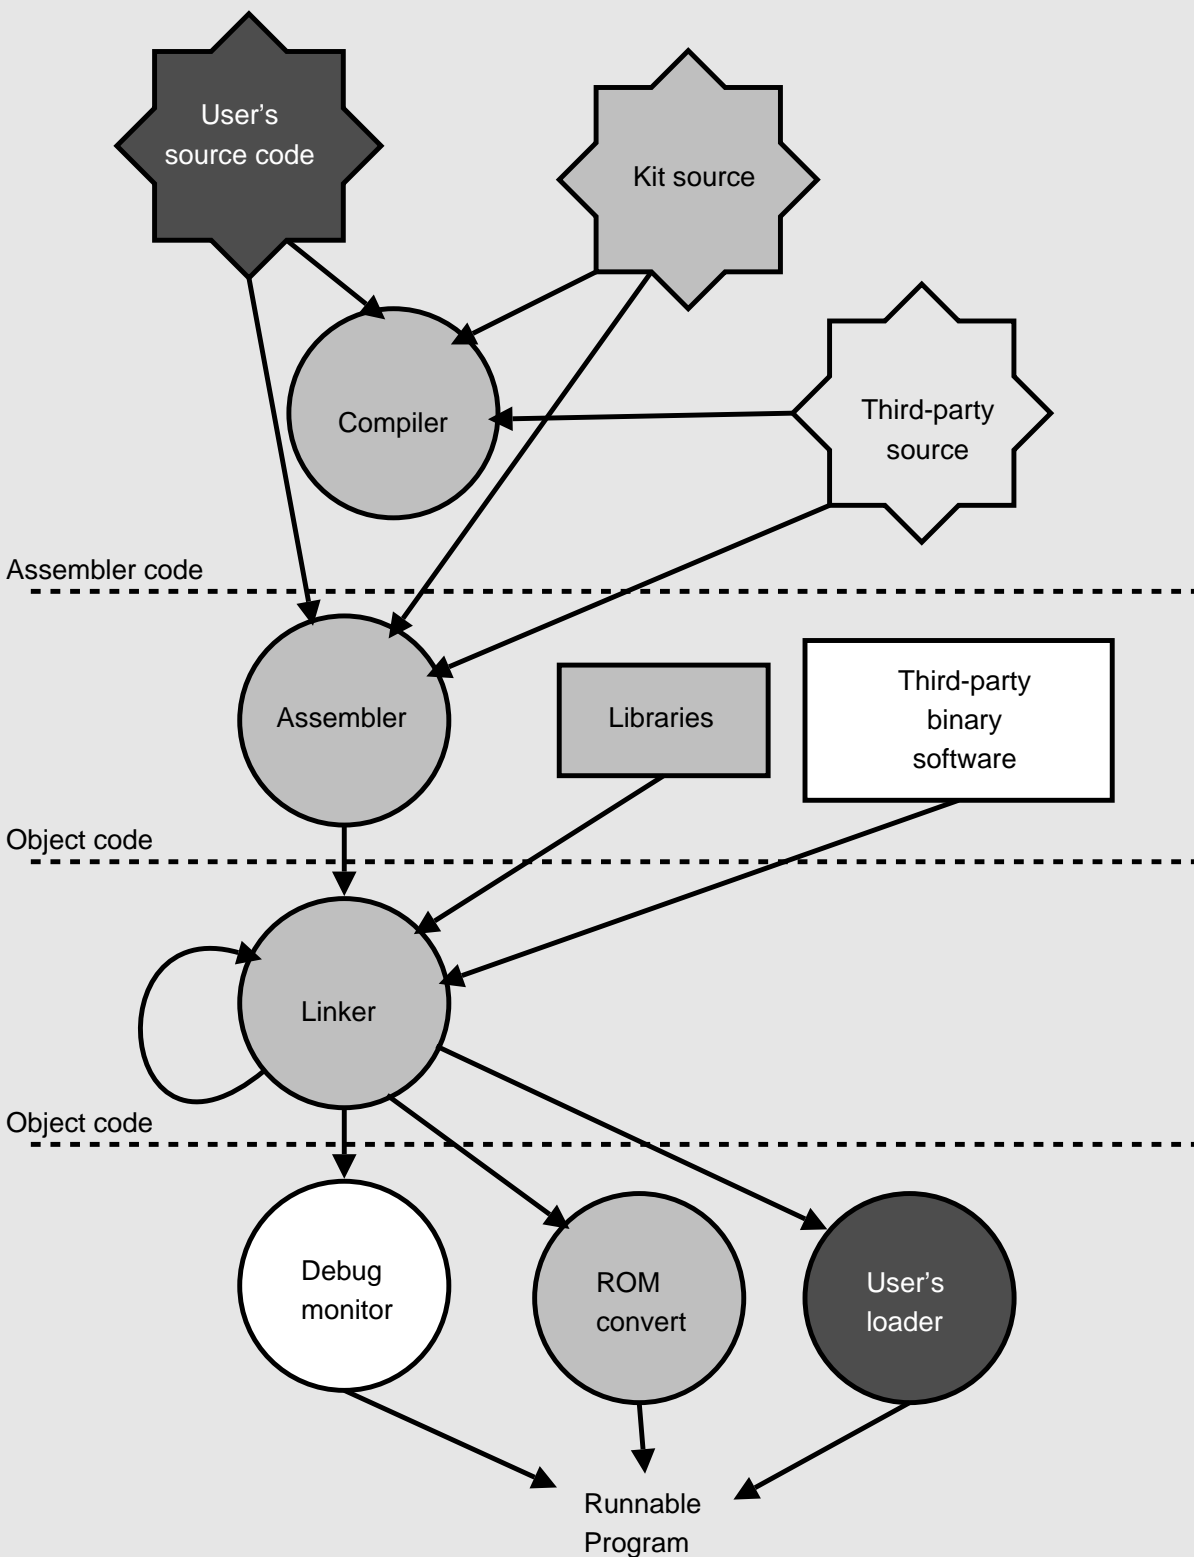 User’s
source code
Kit source
Third-party
source
Compiler
Assembler code
Assembler
Libraries
Third-party
binary
software
Object code
Linker
Object code
Debug
monitor
ROM
convert
User’s
loader
Runnable
Program